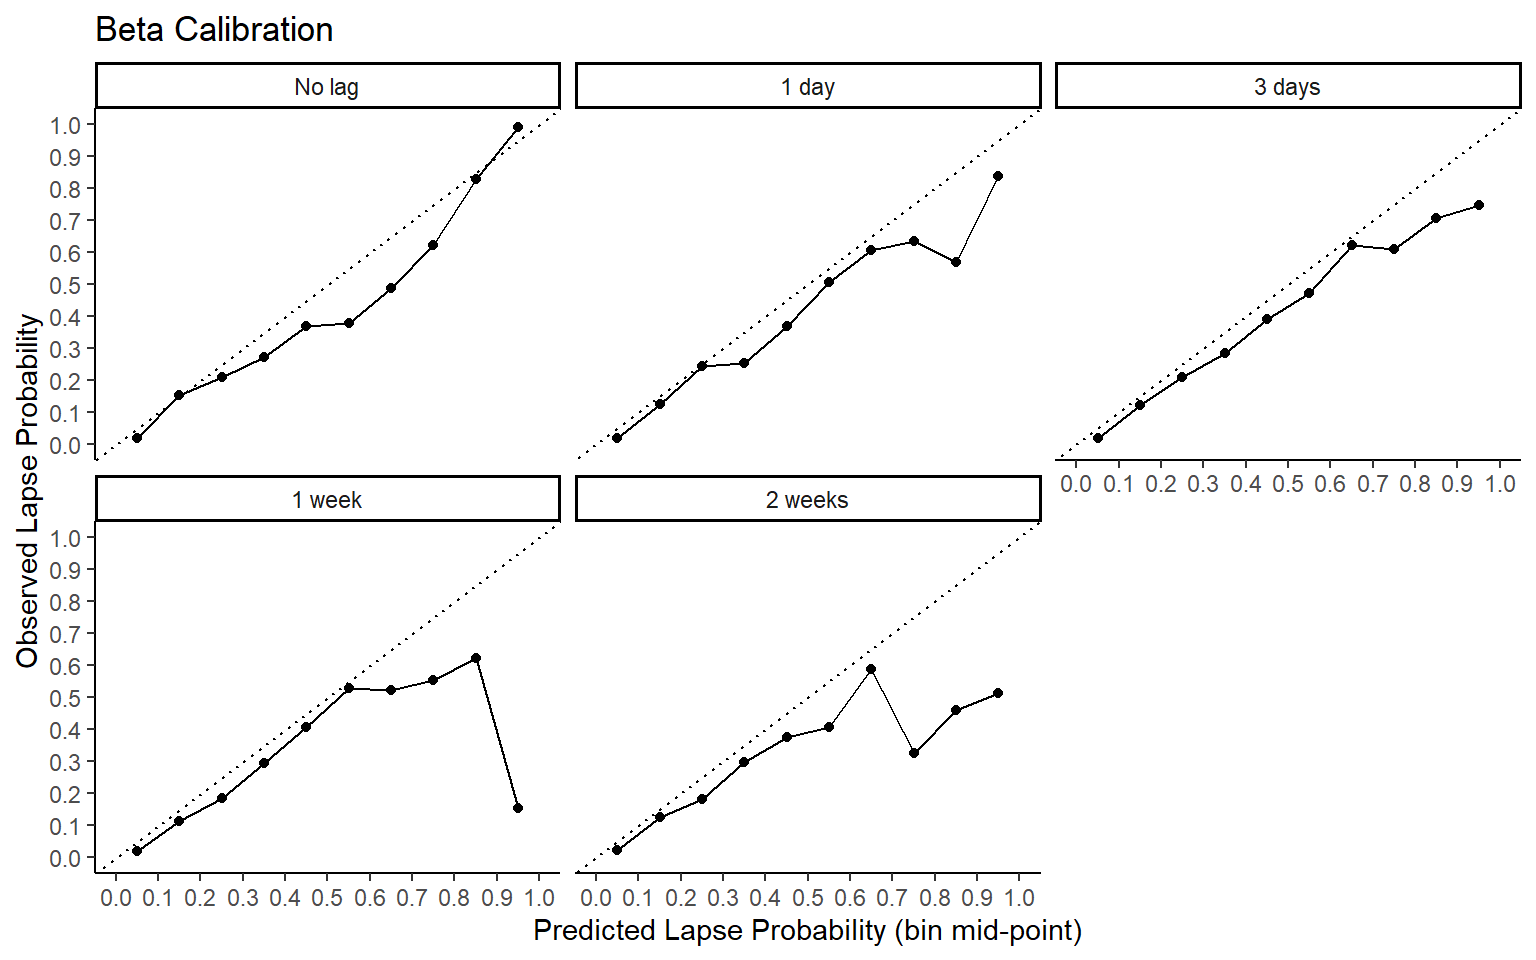 Beta Calibration
No lag
1 day
3 days
1.0
0.9
0.8
0.7
0.6
0.5
0.4
0.3
0.2
0.1
0.0
0.0 0.1 0.2 0.3 0.4 0.5 0.6 0.7 0.8 0.9 1.0
Observed Lapse Probability
1 week
2 weeks
1.0
0.9
0.8
0.7
0.6
0.5
0.4
0.3
0.2
0.1
0.0
0.0 0.1 0.2 0.3 0.4 0.5 0.6 0.7 0.8 0.9 1.0
0.0 0.1 0.2 0.3 0.4 0.5 0.6 0.7 0.8 0.9 1.0
Predicted Lapse Probability (bin mid-point)